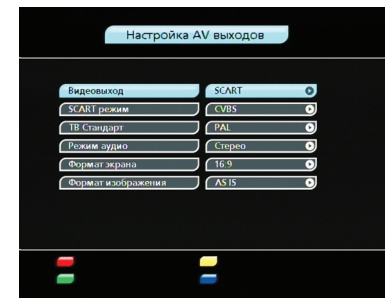 Настройка AV выходов
Видеовыход SCART
SCART режим CVBS
ТВ Стандарт PAL
Режим аудио Стерео
Формат экрана 16:9
Формат изображения AS IS